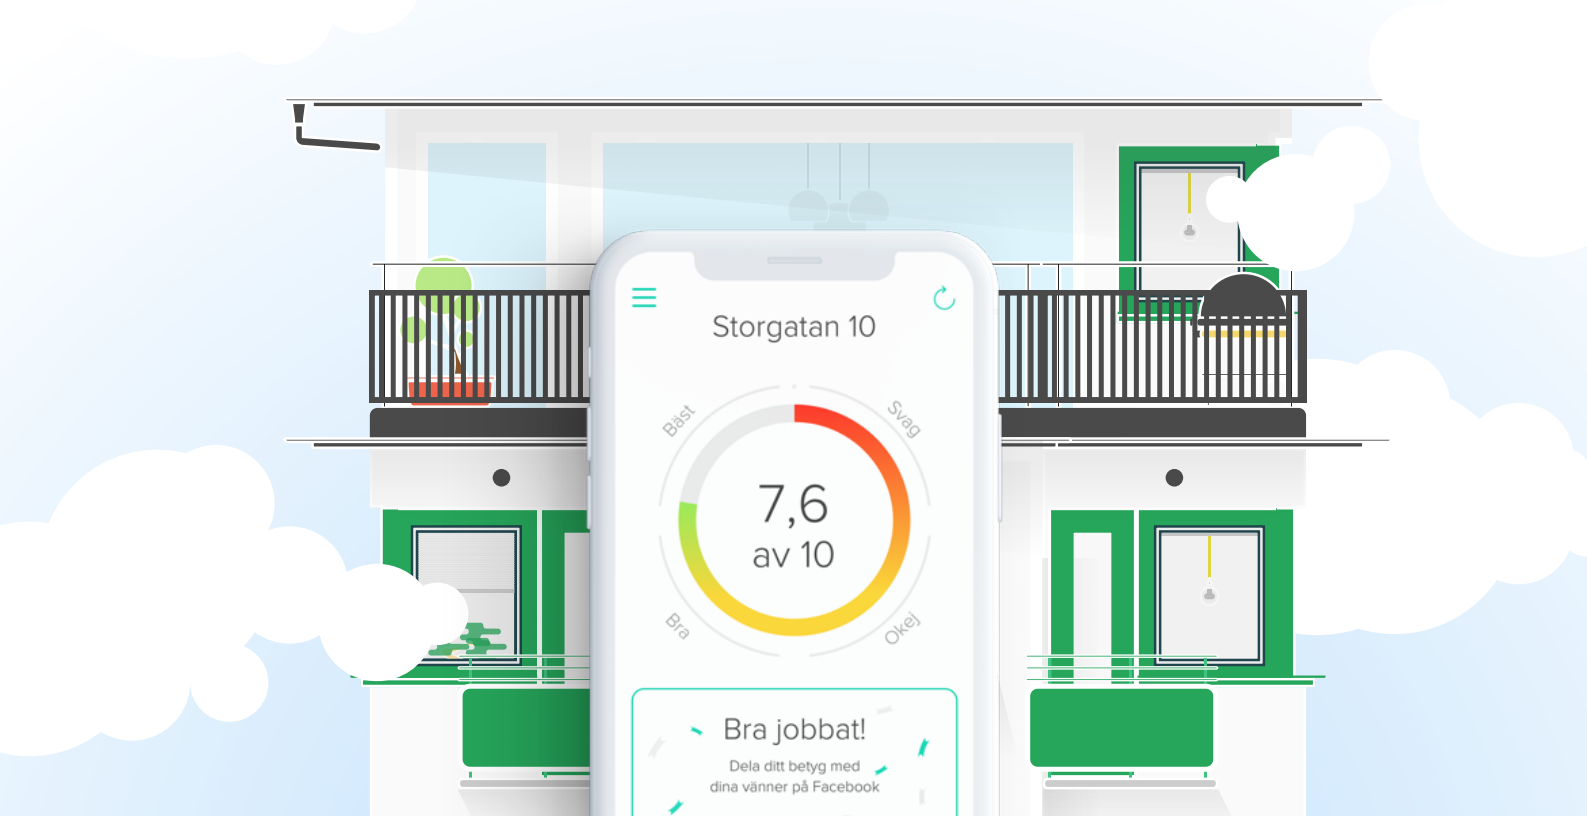 Storgatan 10
Bäst
Svag
7,6
av 10
Bra
Okej
Bra jobbat!
Dela ditt betyg med
dina vänner på Facebook